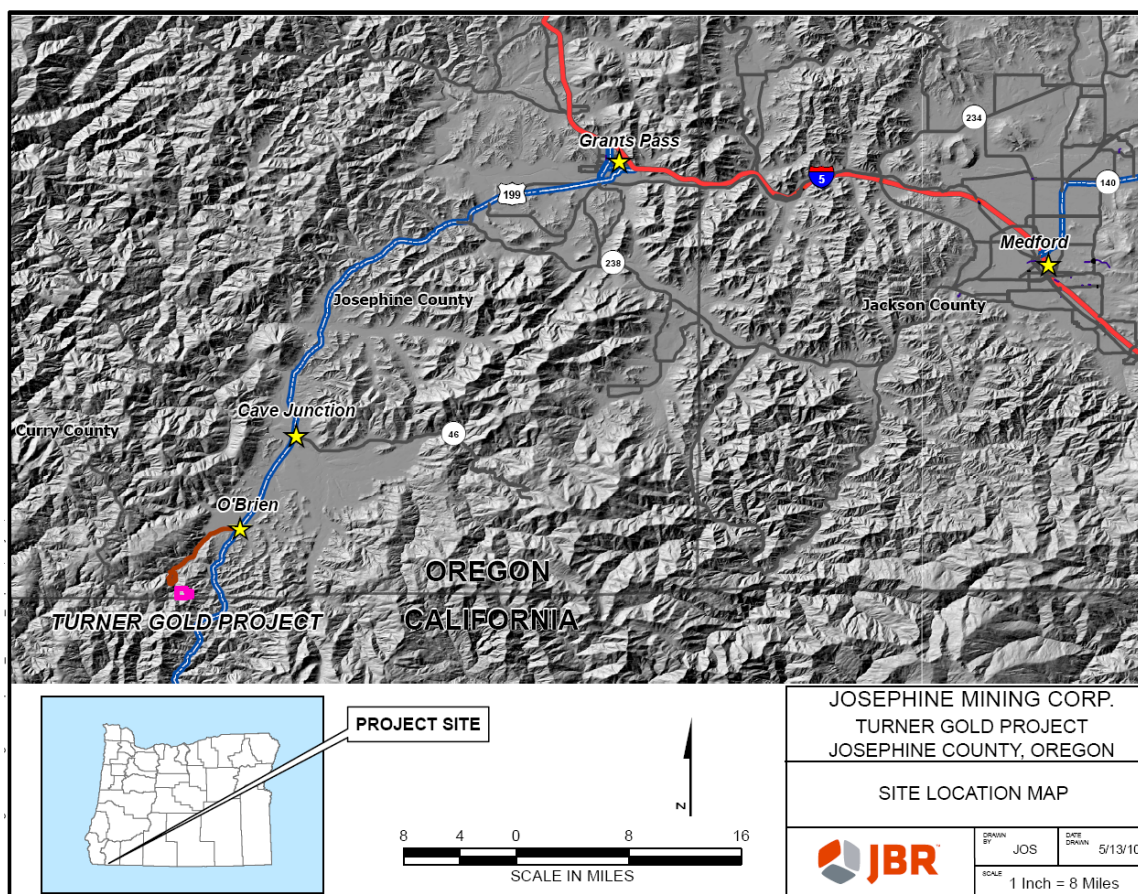 Grants Pass
234
5
140
199
Medford
238
Josephine County
Jackson County
Cave Junction
Curry County
46
O'Brien
OREGON
TURNER GOLD PROJECT
CALIFORNIA
PROJECT SITE
N
8 4 0 8 16
SCALE IN MILES
JOSEPHINE MINING CORP.
TURNER GOLD PROJECT
JOSEPHINE COUNTY, OREGON
SITE LOCATION MAP
JBR
DRAWN BY JOS
DATE DRAWN 5/13/10
SCALE 1 Inch = 8 Miles